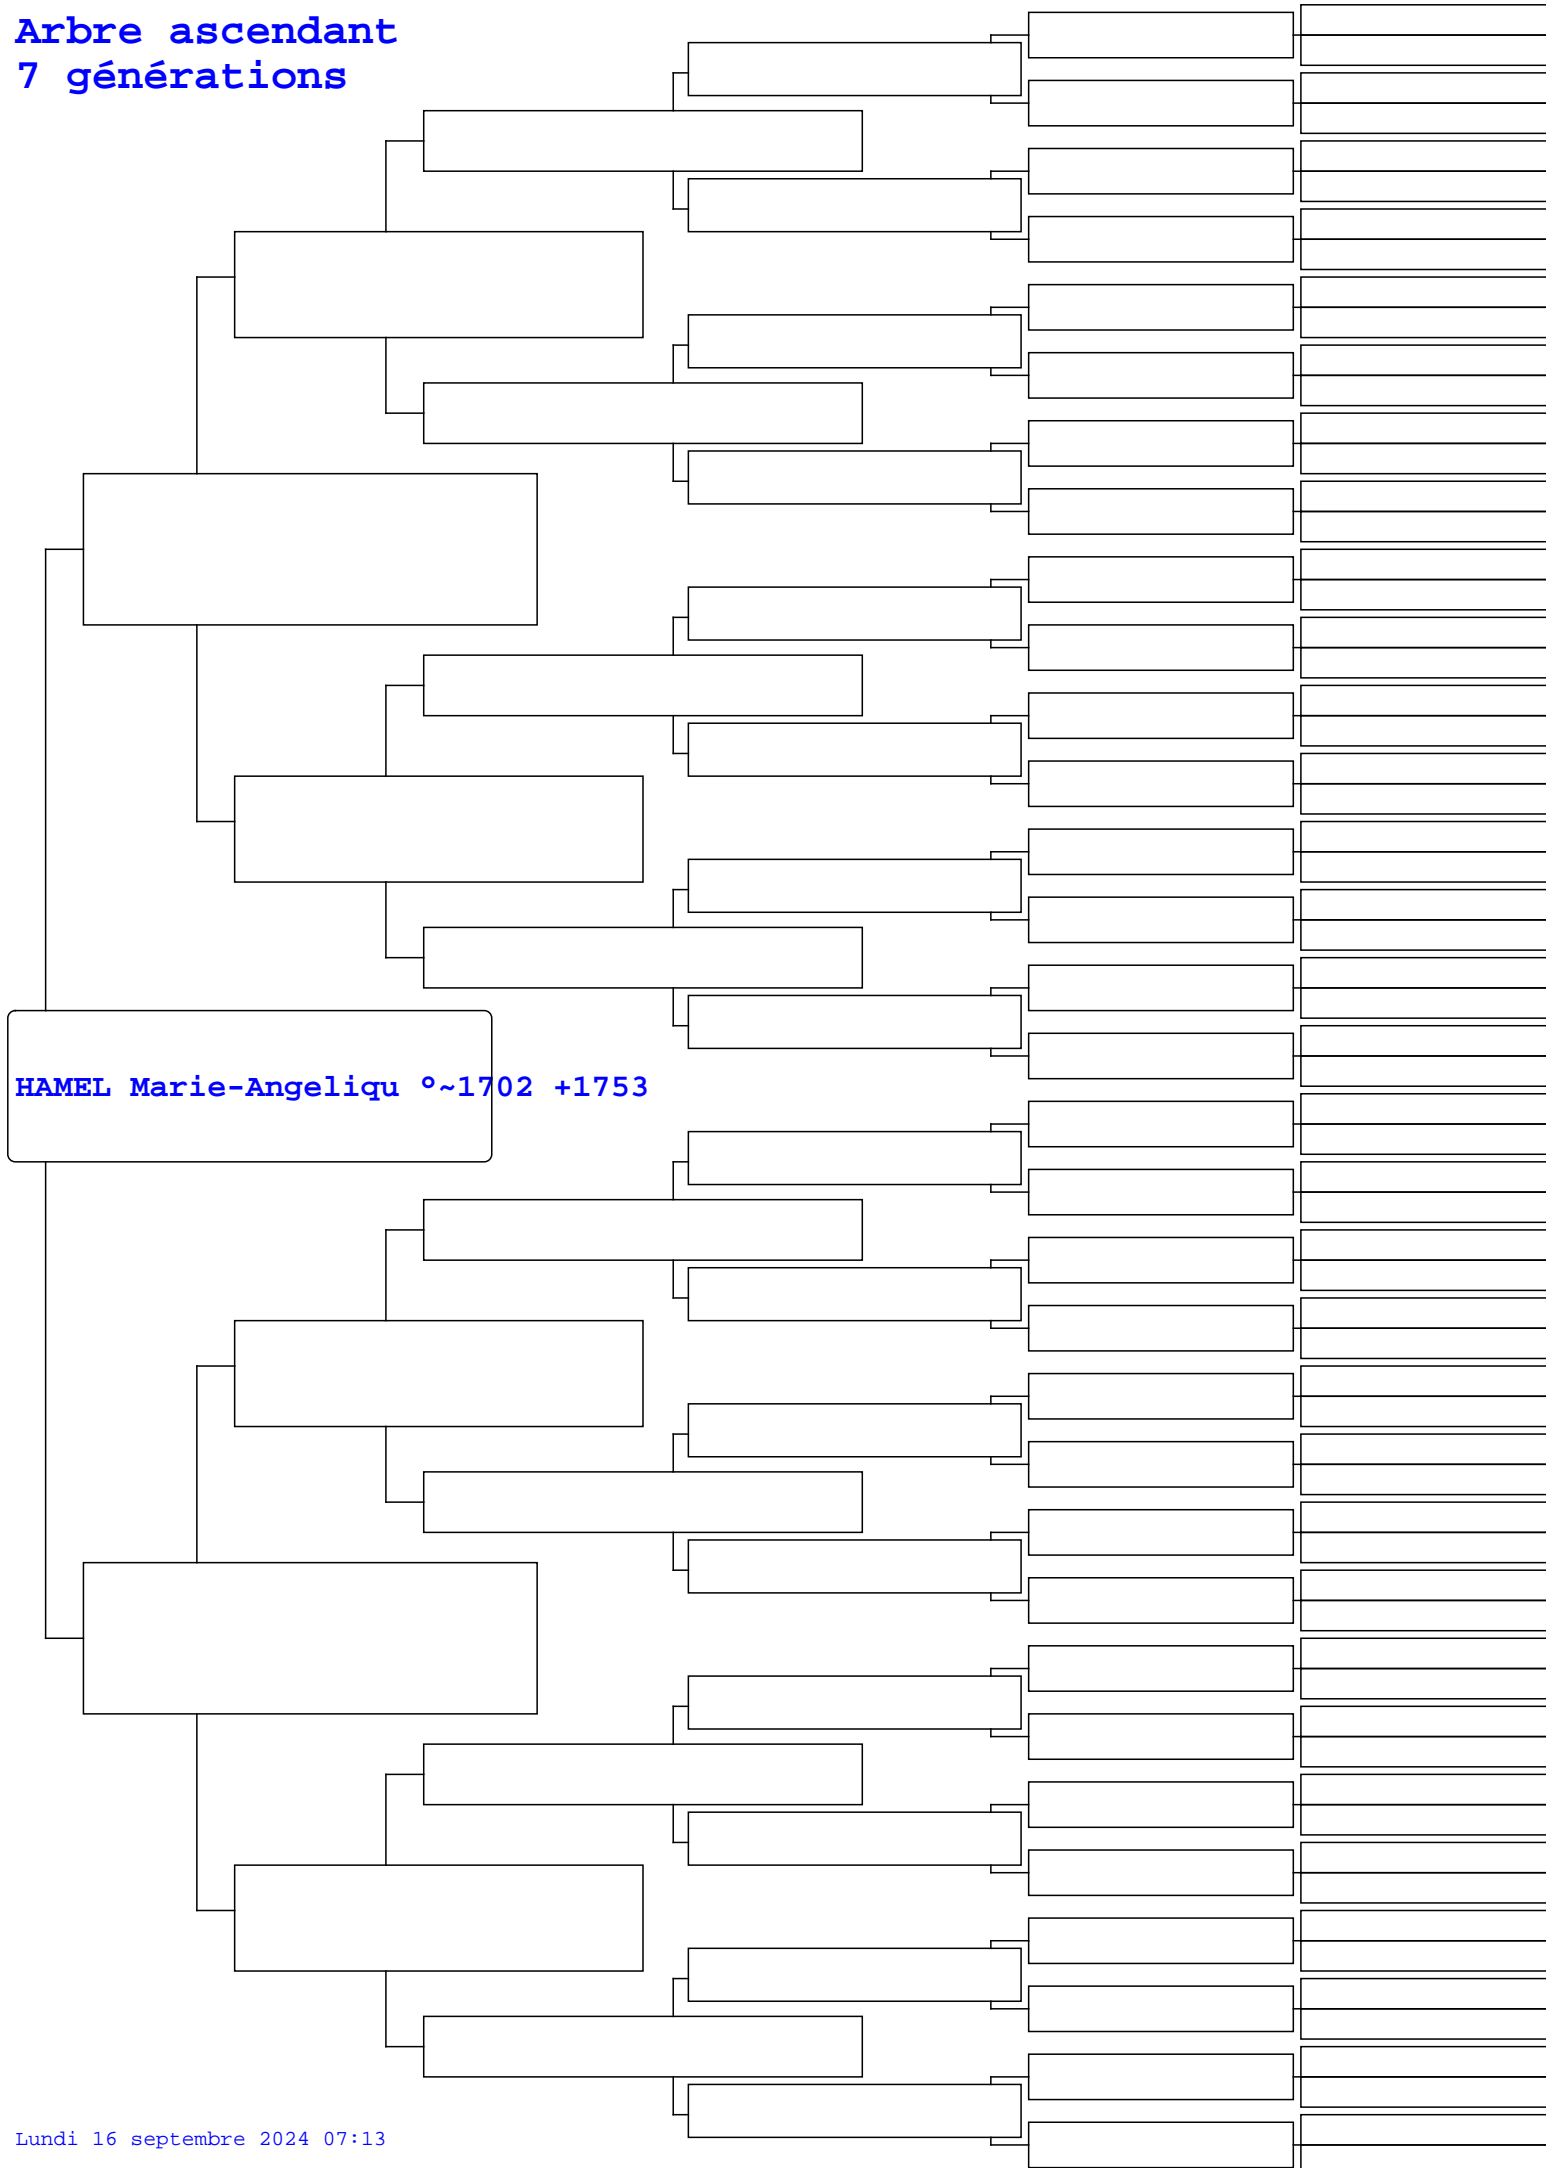 Arbre ascendant
7 générations
HAMEL Marie-Angeliqu °~1702 +1753
Lundi 16 septembre 2024 07:13